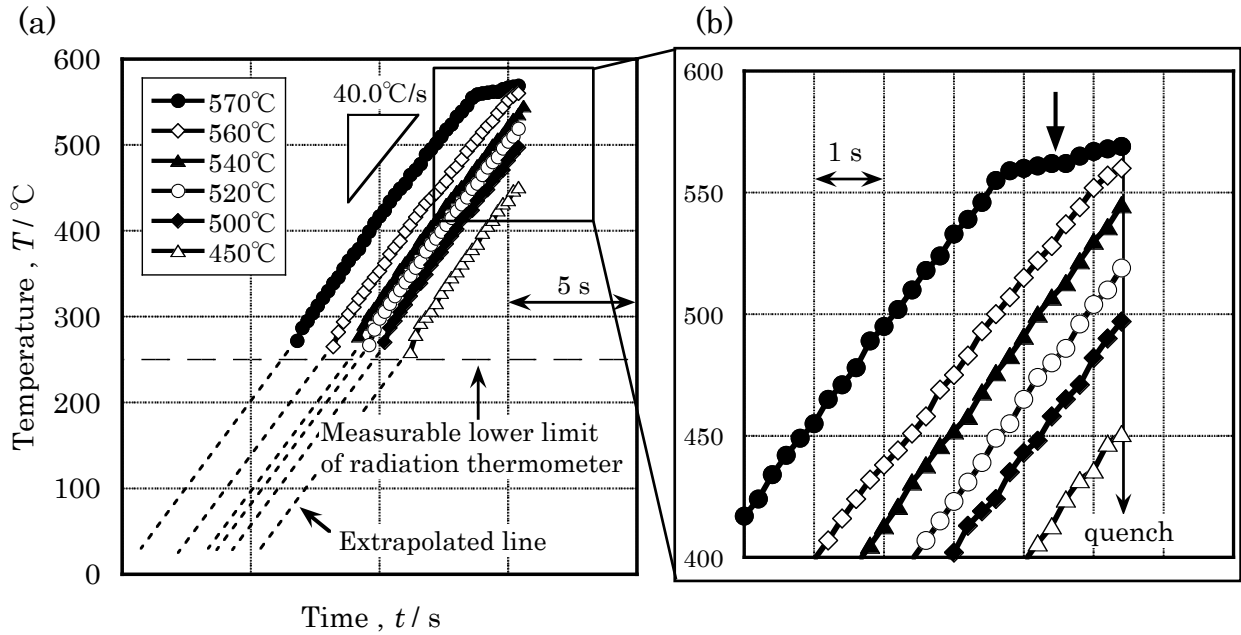 (a)
600
500
400
300
200
100
0
Temperature , T / ℃
Time , t / s
570℃
560℃
540℃
520℃
500℃
450℃
40.0℃/s
5 s
Measurable lower limit
of radiation thermometer
Extrapolated line
(b)
600
550
500
450
400
1 s
quench